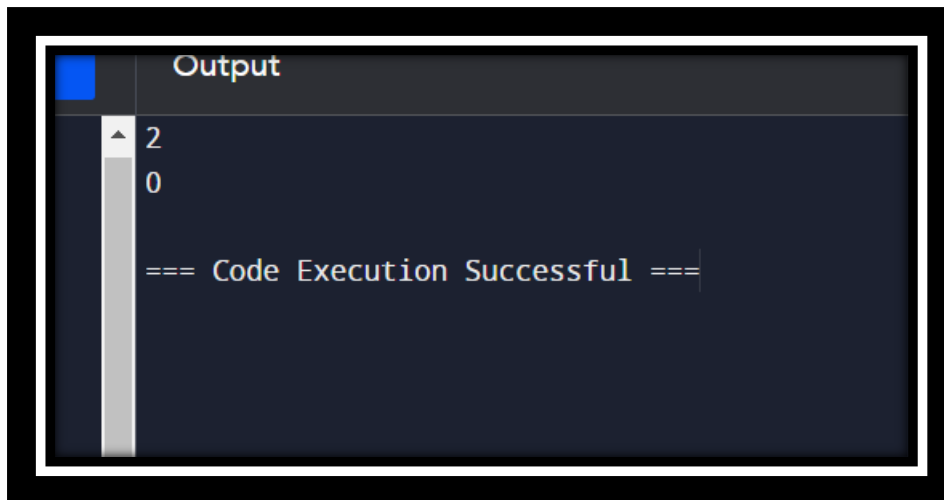 Output
2
0
=== Code Execution Successful ===